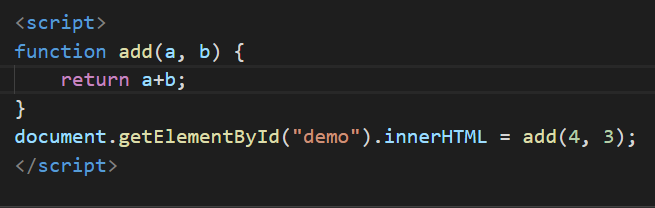 <script>
function add(a, b) {
    return a+b;
}
document.getElementById("demo").innerHTML = add(4, 3);
</script>